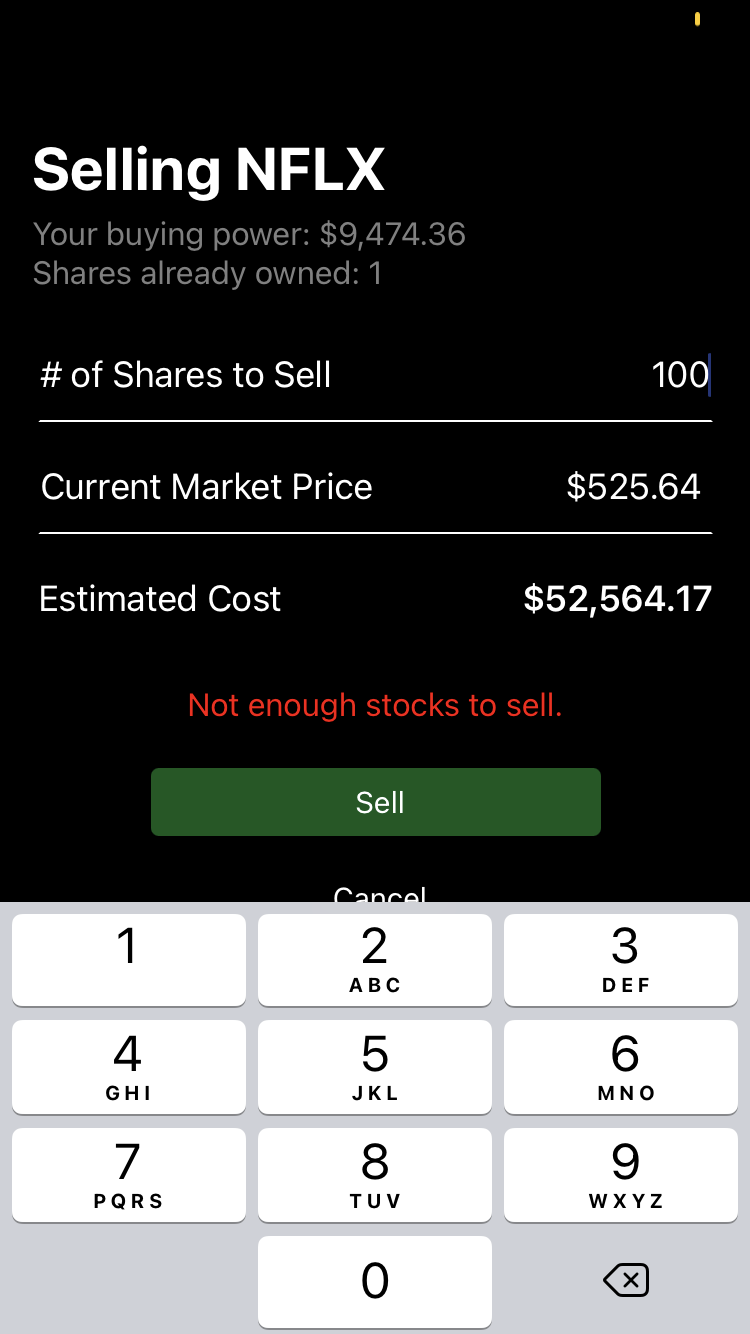 Selling NFLX
Your buying power: $9,474.36
Shares already owned: 1
# of Shares to Sell 100
Current Market Price $525.64
Estimated Cost $52,564.17
Not enough stocks to sell.
Sell
Cancel
1 2 3
ABC DEF
4 5 6
GHI JKL MNO
7 8 9
PQRS TUV WXYZ
0